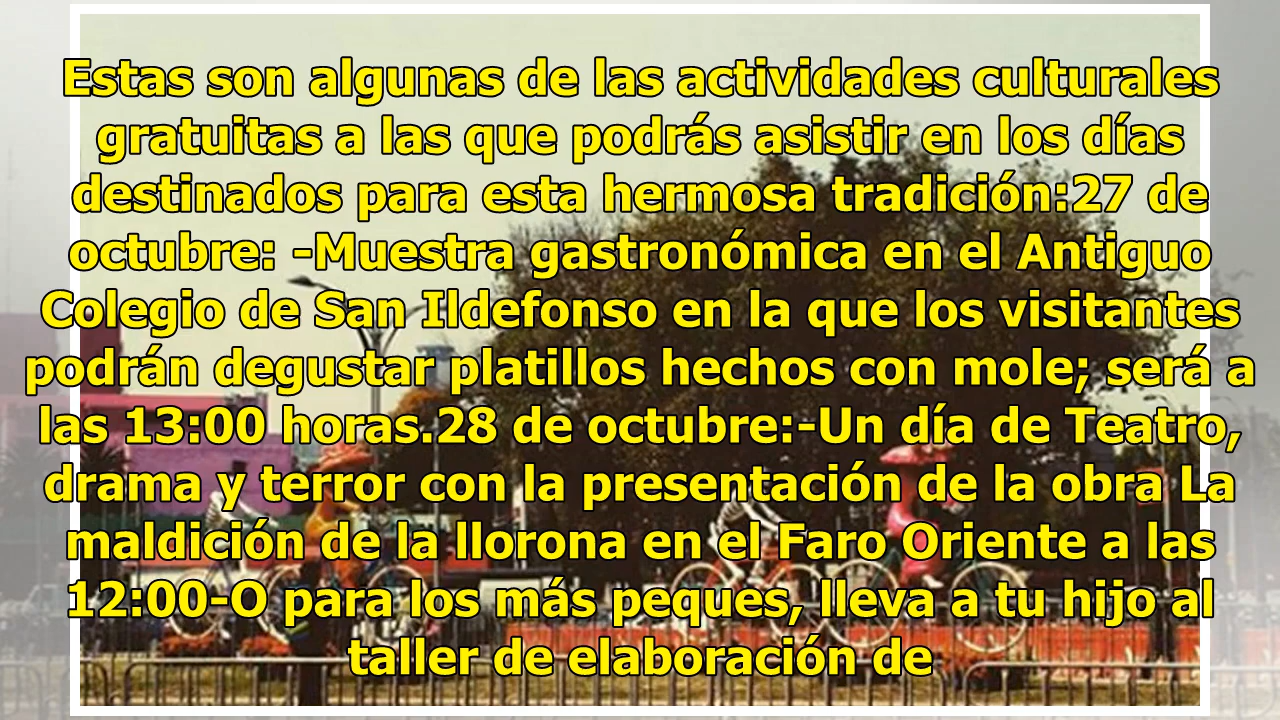 Estas son algunas de las actividades culturales
gratuitas a las que podrás asistir en los días
destinados para esta hermosa tradición:27 de
octubre: -Muestra gastronómica en el Antiguo
Colegio de San Ildefonso en la que los visitantes
podrán degustar platillos hechos con mole; será a
las 13:00 horas.28 de octubre:-Un día de Teatro,
drama y terror con la presentación de la obra La
maldición de la llorona en el Faro Oriente a las
12:00-O para los más peques, lleva a tu hijo al
taller de elaboración de